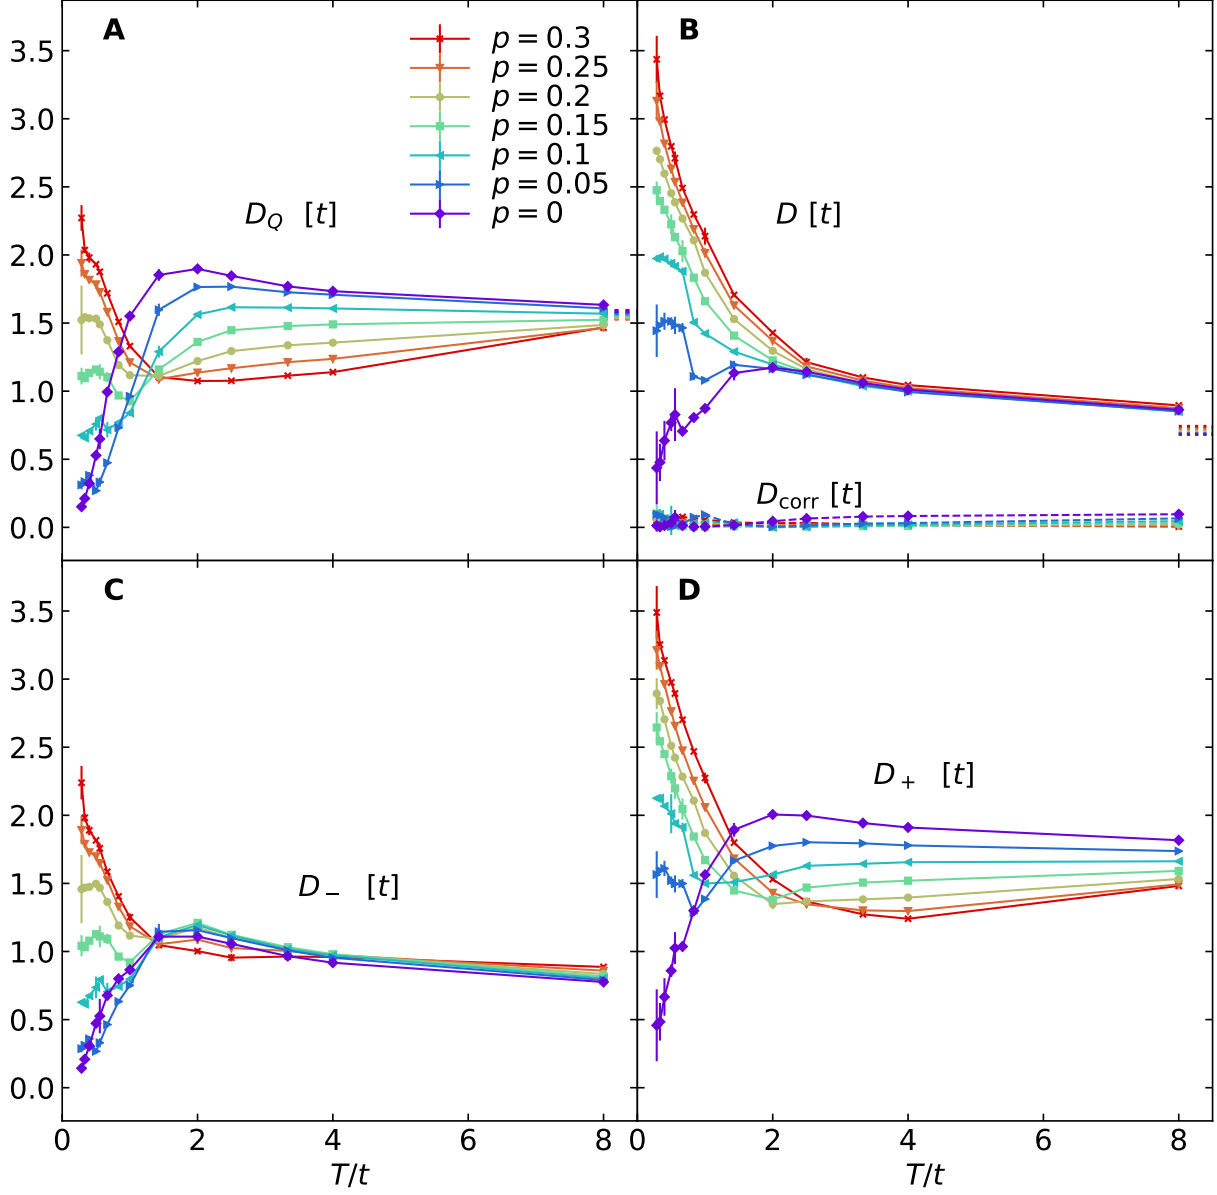 A
B
p = 0.3
p = 0.25
p = 0.2
p = 0.15
p = 0.1
p = 0.05
p = 0
D_Q [t]
D [t]
D_corr [t]
3.5
3.0
2.5
2.0
1.5
1.0
0.5
0.0
C
D
D_− [t]
D_+ [t]
3.5
3.0
2.5
2.0
1.5
1.0
0.5
0.0
0 2 4 6 8
0 2 4 6 8
T/t
T/t